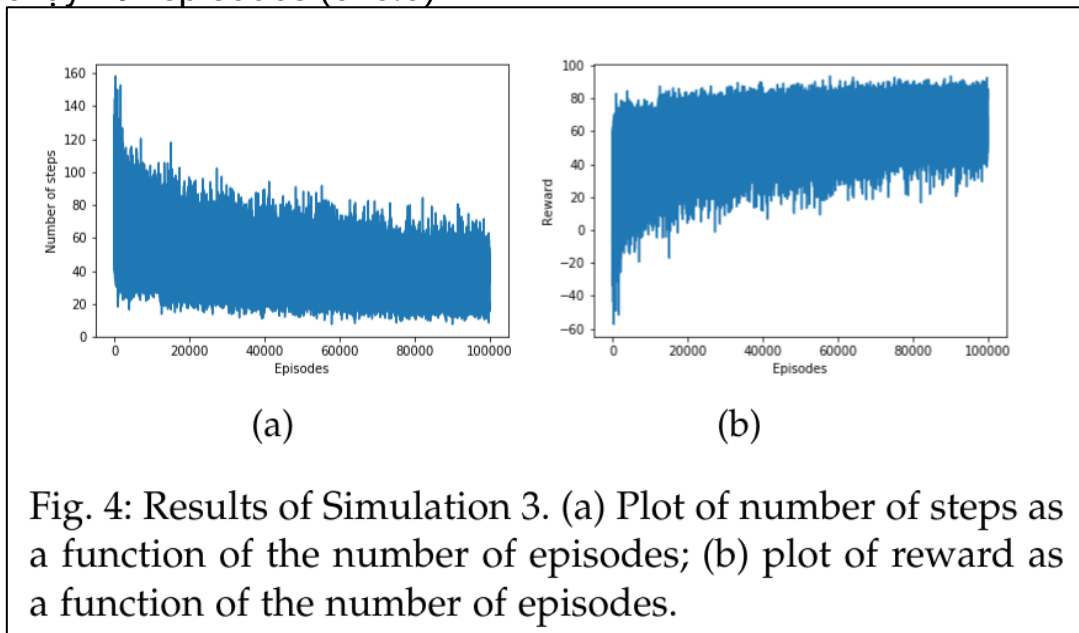 160
140
120
100
80
60
40
20
0
Number of steps
0 20000 40000 60000 80000 100000
Episodes
100
80
60
40
20
0
−20
−40
−60
Reward
0 20000 40000 60000 80000 100000
Episodes
(a) (b)
Fig. 4: Results of Simulation 3. (a) Plot of number of steps as
a function of the number of episodes; (b) plot of reward as
a function of the number of episodes.